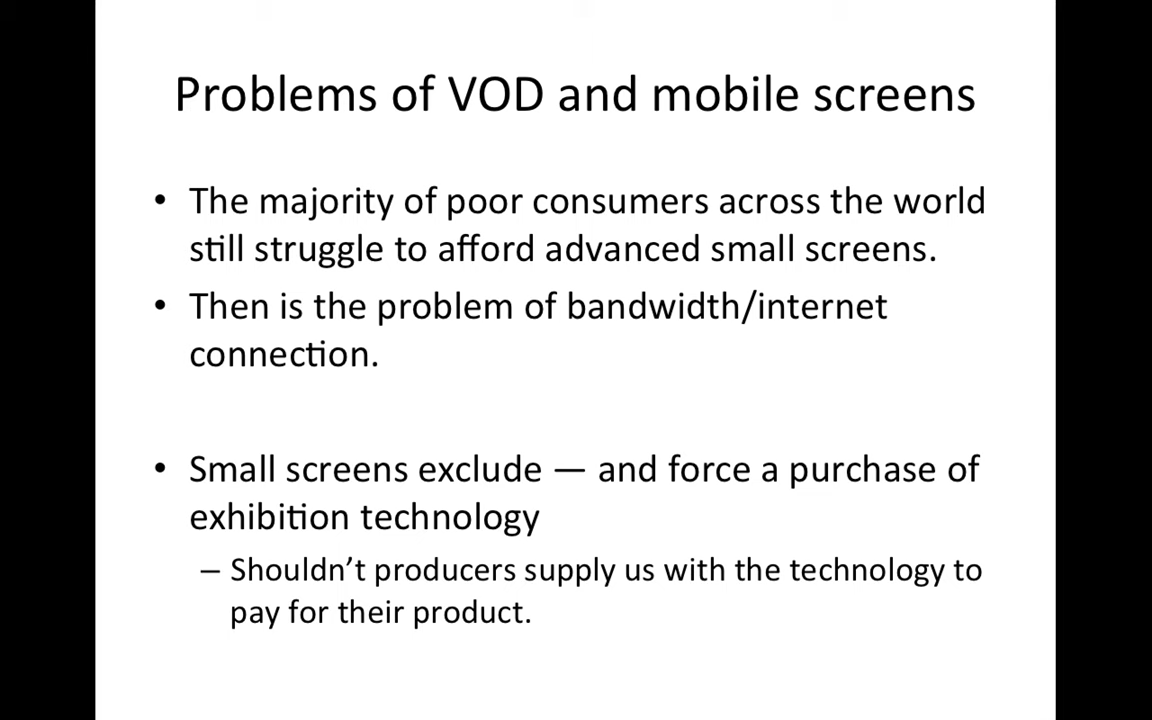 Problems of VOD and mobile screens
• The majority of poor consumers across the world
still struggle to afford advanced small screens.
• Then is the problem of bandwidth/internet
connection.
• Small screens exclude — and force a purchase of
exhibition technology
– Shouldn’t producers supply us with the technology to
pay for their product.